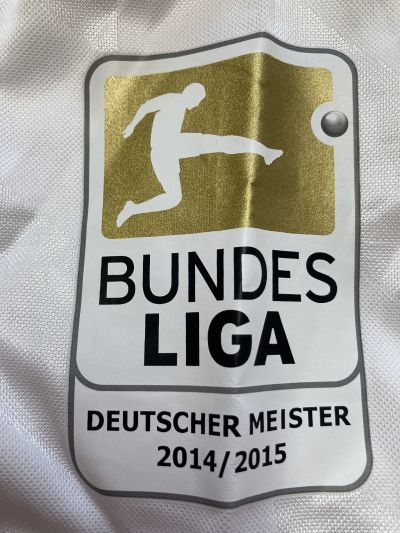 BUNDES
LIGA
DEUTSCHER MEISTER
2014/2015